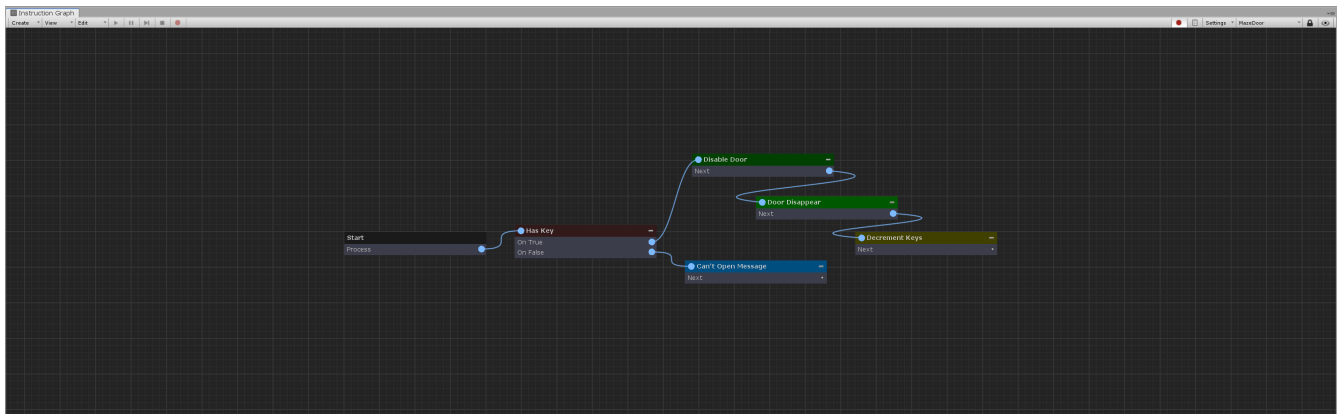 Instruction Graph
Create View Edit Settings MazeDoor
Disable Door
Next
Door Disappear
Next
Has Key
On True
On False
Start
Process
Decrement Keys
Next
Can't Open Message
Next